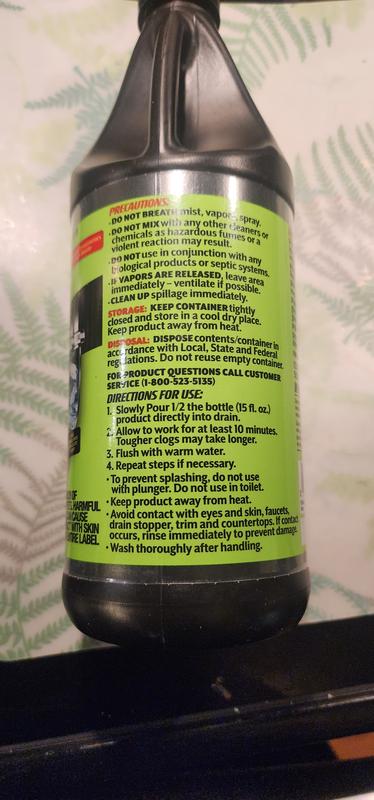 PRECAUTIONS:
• DO NOT BREATH mist, vapors, spray.
• DO NOT MIX with any other cleaners or
chemicals as hazardous fumes or a
violent reaction may result.
• DO NOT use in conjunction with any
biological products or septic systems.
• IF VAPORS ARE RELEASED, leave area
immediately – ventilate if possible.
• CLEAN UP spillage immediately.
STORAGE: KEEP CONTAINER tightly
closed and store in a cool dry place.
Keep product away from heat.
DISPOSAL: DISPOSE contents/container in
accordance with Local, State and Federal
regulations. Do not reuse empty container.
FOR PRODUCT QUESTIONS CALL CUSTOMER
SERVICE (1-800-523-5135)
DIRECTIONS FOR USE:
1. Slowly Pour 1/2 the bottle (15 fl. oz.)
product directly into drain.
2. Allow to work for at least 10 minutes.
Tougher clogs may take longer.
3. Flush with warm water.
4. Repeat steps if necessary.
• To prevent splashing, do not use
with plunger. Do not use in toilet.
• Keep product away from heat.
• Avoid contact with eyes and skin, faucets,
drain stopper, trim and countertops. If contact
occurs, rinse immediately to prevent damage.
• Wash thoroughly after handling.
OF
HARMFUL
CAUSE
WITH SKIN
LABEL